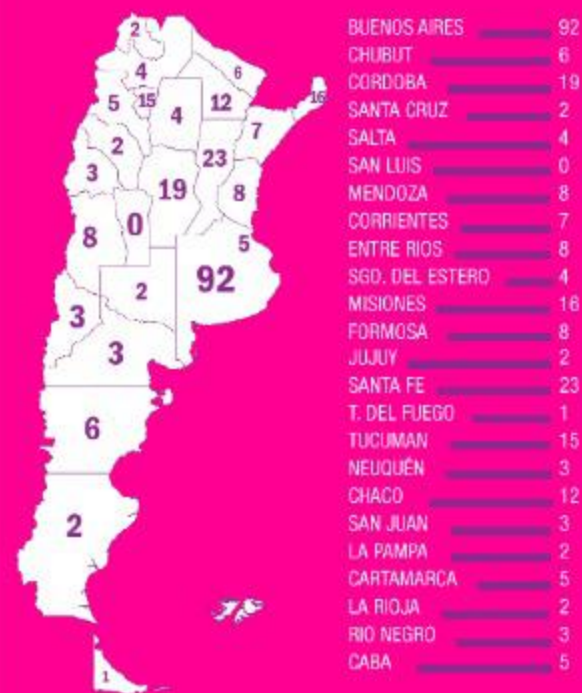 2
4
6
5
15
4
12
16
2
23
7
3
19
8
8
0
5
92
2
3
3
6
2
1
BUENOS AIRES 92
CHUBUT 6
CORDOBA 19
SANTA CRUZ 2
SALTA 4
SAN LUIS 0
MENDOZA 8
CORRIENTES 7
ENTRE RIOS 8
SGO. DEL ESTERO 4
MISIONES 16
FORMOSA 8
JUJUY 2
SANTA FE 23
T. DEL FUEGO 1
TUCUMAN 15
NEUQUÉN 3
CHACO 12
SAN JUAN 3
LA PAMPA 2
CARTAMARCA 5
LA RIOJA 2
RIO NEGRO 3
CABA 5